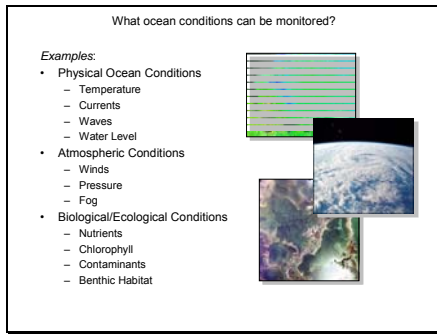 What ocean conditions can be monitored?
Examples:
• Physical Ocean Conditions
– Temperature
– Currents
– Waves
– Water Level
• Atmospheric Conditions
– Winds
– Pressure
– Fog
• Biological/Ecological Conditions
– Nutrients
– Chlorophyll
– Contaminants
– Benthic Habitat